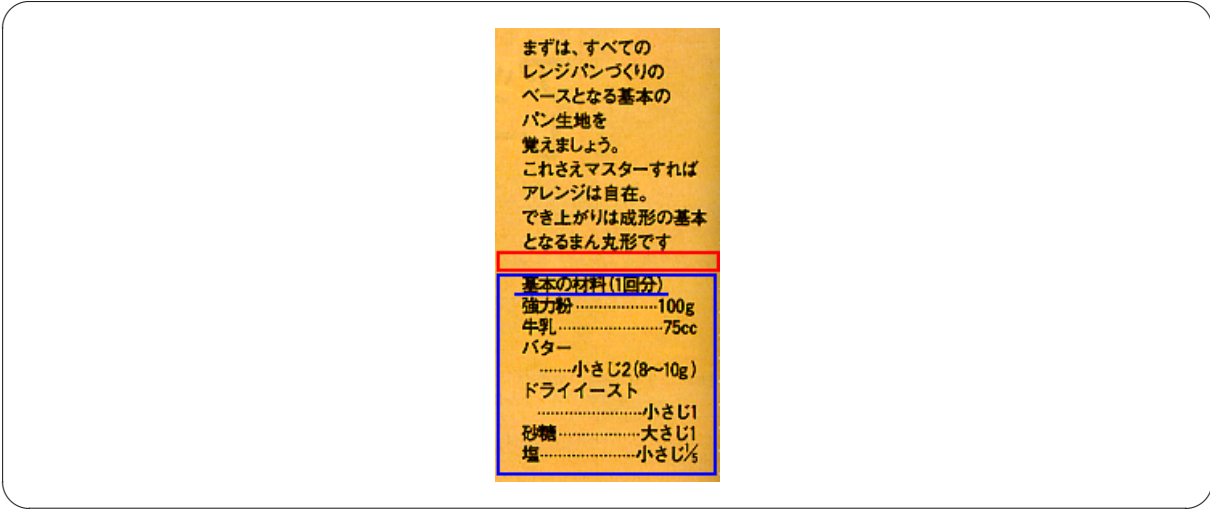 まずは、すべての
レンジパンづくりの
ベースとなる基本の
パン生地を
覚えましょう。
これさえマスターすれば
アレンジは自在。
でき上がりは成形の基本
となるまん丸形です
基本の材料(1回分)
強力粉………………100g
牛乳……………………75cc
バター
……小さじ2(8〜10g)
ドライイースト
……………………小さじ1
砂糖………………大さじ1
塩…………………小さじ1/5